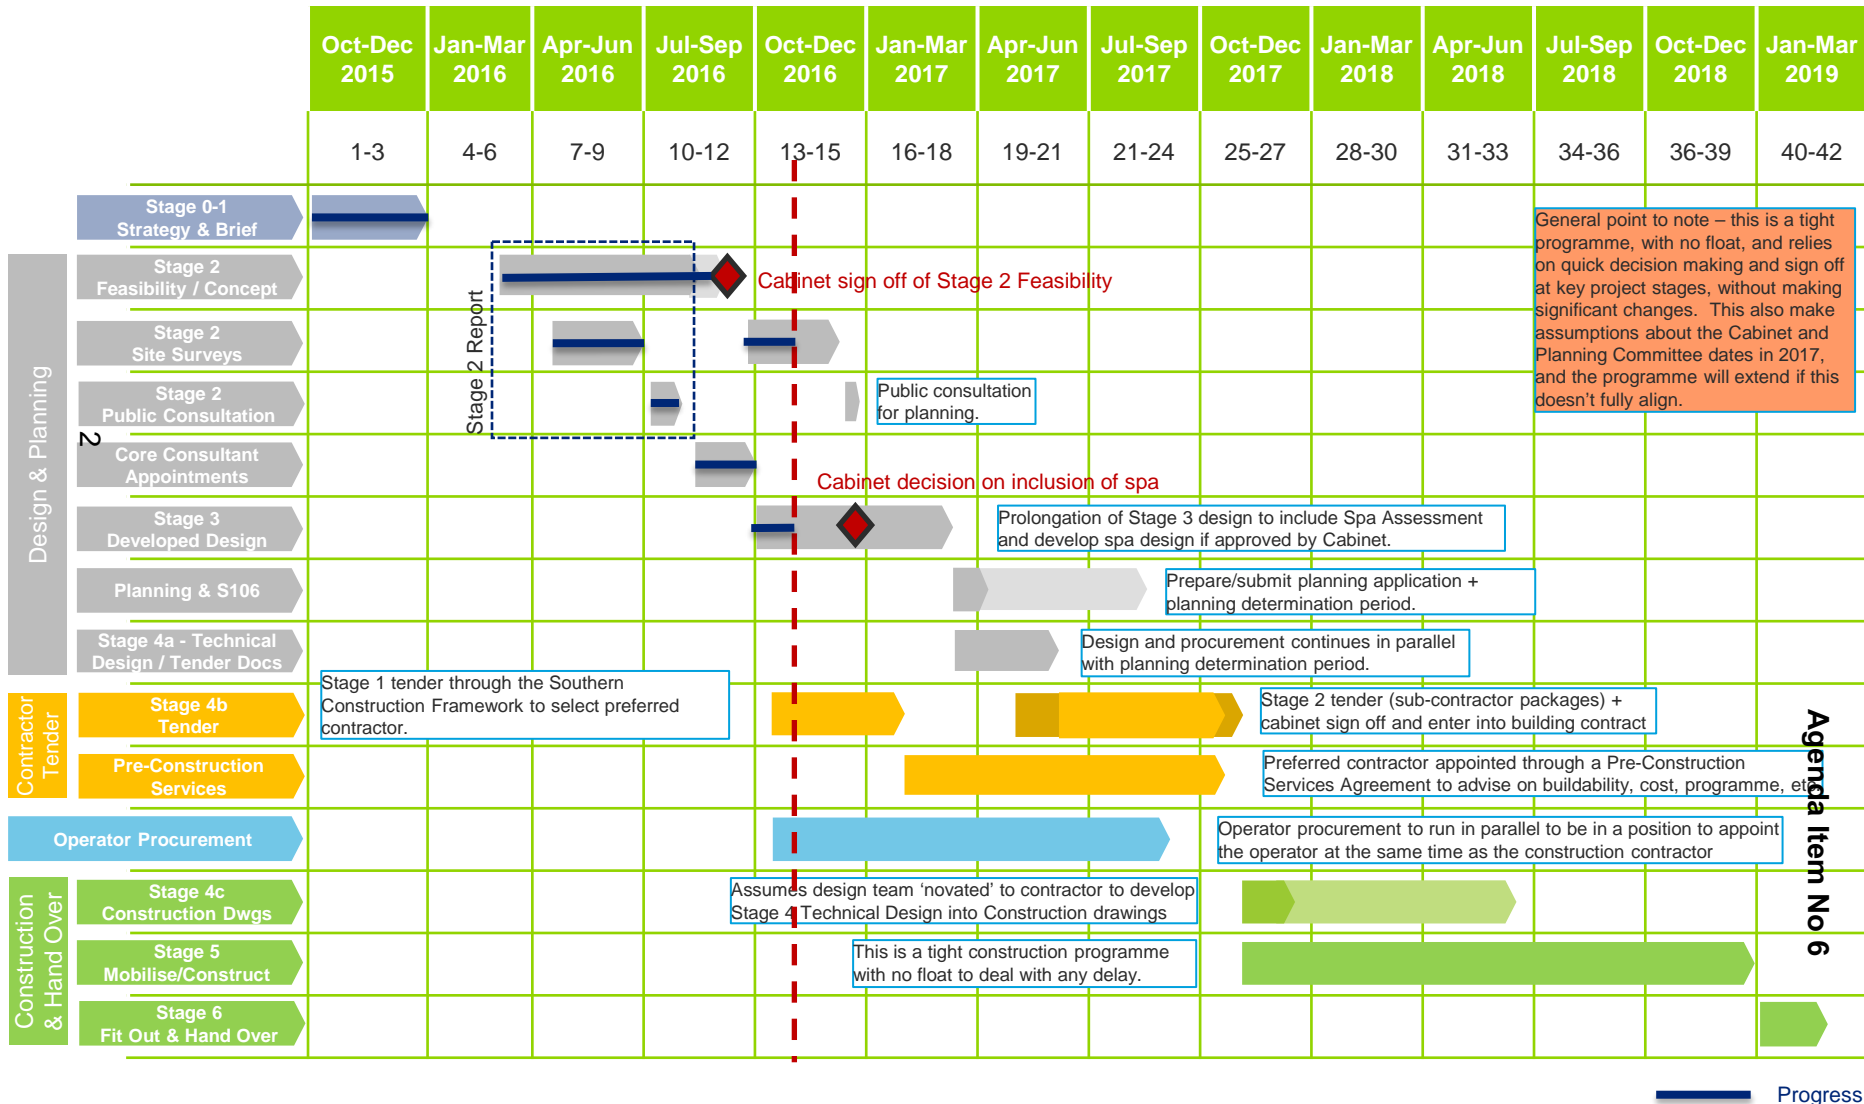 Oct-Dec 2015
Jan-Mar 2016
Apr-Jun 2016
Jul-Sep 2016
Oct-Dec 2016
Jan-Mar 2017
Apr-Jun 2017
Jul-Sep 2017
Oct-Dec 2017
Jan-Mar 2018
Apr-Jun 2018
Jul-Sep 2018
Oct-Dec 2018
Jan-Mar 2019
1-3
4-6
7-9
10-12
13-15
16-18
19-21
21-24
25-27
28-30
31-33
34-36
36-39
40-42
Stage 0-1
Strategy & Brief
General point to note – this is a tight
programme, with no float, and relies
on quick decision making and sign off
at key project stages, without making
significant changes. This also make
assumptions about the Cabinet and
Planning Committee dates in 2017,
and the programme will extend if this
doesn't fully align.
Design & Planning
2
Stage 2
Feasibility / Concept
Cabinet sign off of Stage 2 Feasibility
Stage 2 Report
Stage 2
Site Surveys
Stage 2
Public Consultation
Public consultation
for planning.
Core Consultant
Appointments
Cabinet decision on inclusion of spa
Stage 3
Developed Design
Prolongation of Stage 3 design to include Spa Assessment
and develop spa design if approved by Cabinet.
Planning & S106
Prepare/submit planning application +
planning determination period.
Stage 4a - Technical
Design / Tender Docs
Design and procurement continues in parallel
with planning determination period.
Contractor
Tender
Stage 4b
Tender
Stage 1 tender through the Southern
Construction Framework to select preferred
contractor.
Stage 2 tender (sub-contractor packages) +
cabinet sign off and enter into building contract
Pre-Construction
Services
Preferred contractor appointed through a Pre-Construction
Services Agreement to advise on buildability, cost, programme, etc
Agenda Item No 6
Operator Procurement
Operator procurement to run in parallel to be in a position to appoint
the operator at the same time as the construction contractor
Construction
& Hand Over
Stage 4c
Construction Dwgs
Assumes design team ‘novated’ to contractor to develop
Stage 4 Technical Design into Construction drawings
Stage 5
Mobilise/Construct
This is a tight construction programme
with no float to deal with any delay.
Stage 6
Fit Out & Hand Over
Progress